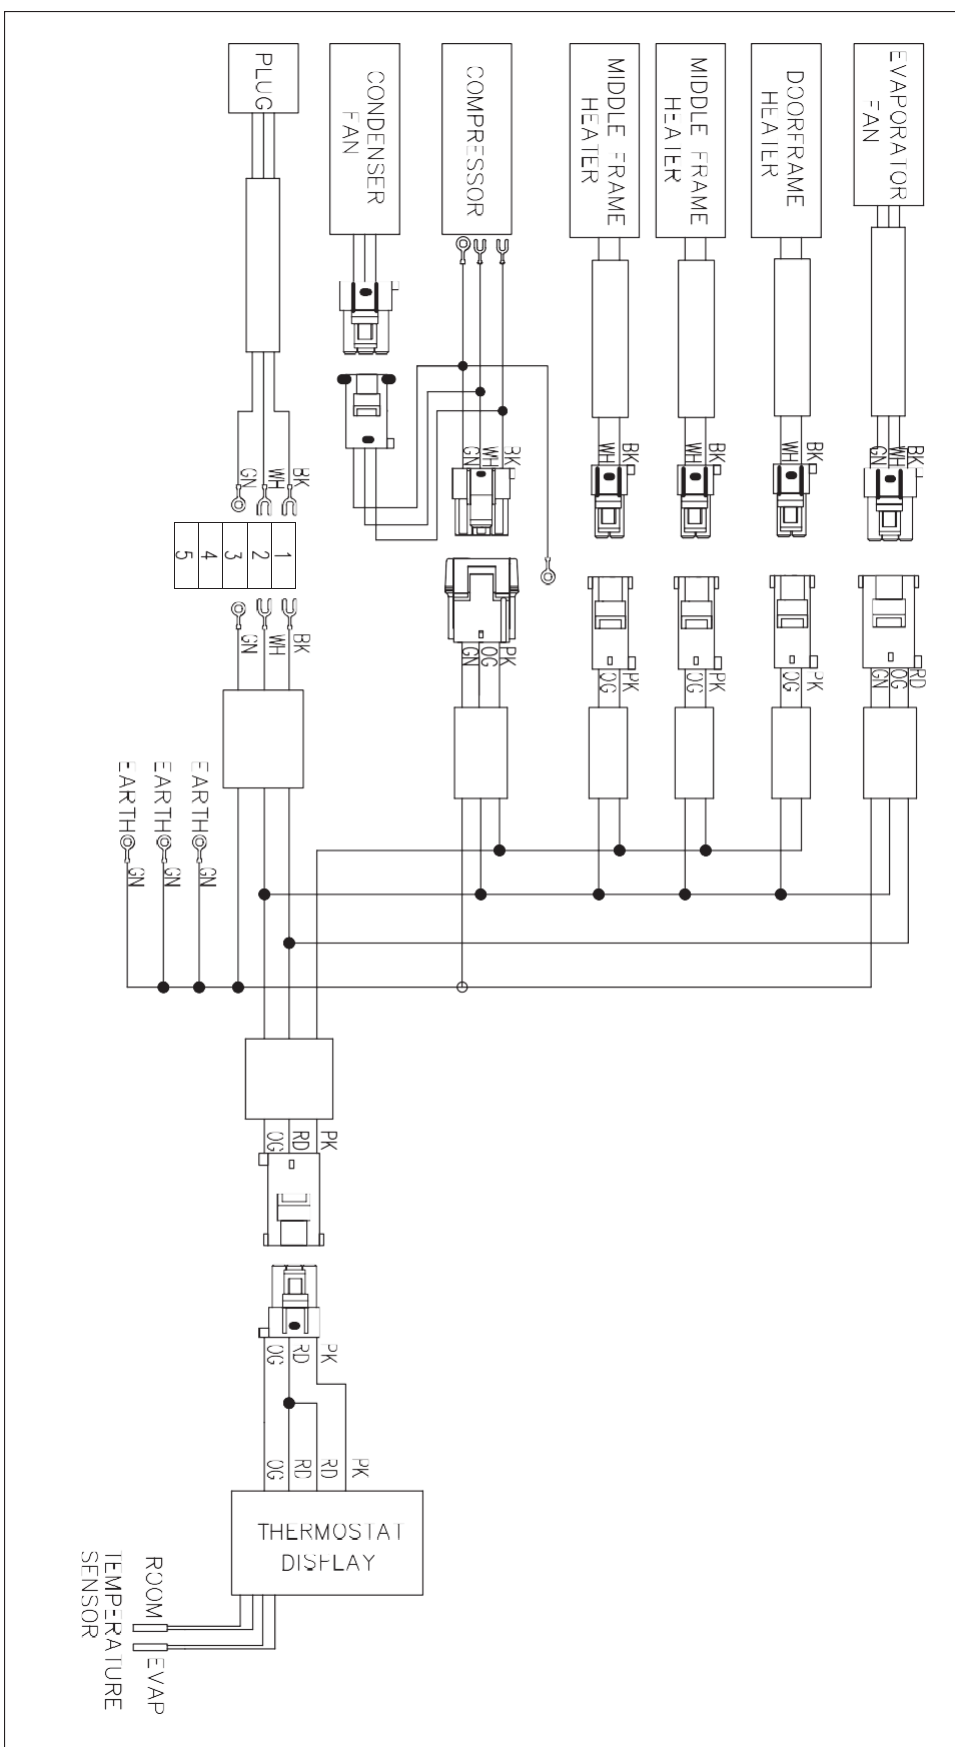 PLUG
CONDENSER
FAN
COMPRESSOR
MIDDLE FRAME
HEATER
MIDDLE FRAME
HEATER
DOORFRAME
HEATER
EVAPORATOR
FAN
GN
WH
BK
GN
WH
BK
WH
BK
WH
BK
WH
BK
GN
WH
BK
5
4
3
2
1
GN
WH
BK
GN
OG
PK
OG
PK
OG
PK
OG
PK
GN
OG
RD
EARTH
GN
EARTH
GN
EARTH
GN
OG
RD
PK
OG
RD
PK
OG
RD
RD
PK
THERMOSTAT
DISPLAY
ROOM
EVAP
TEMPERATURE
SENSOR